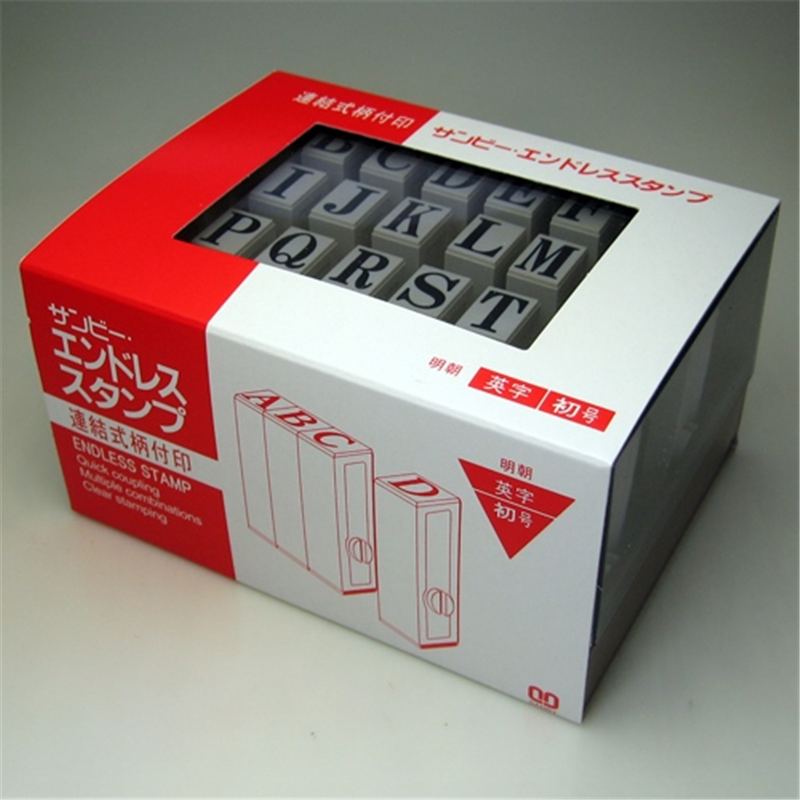 連結式柄付印
サンビー・エンドレススタンプ
B C D E F
I J K L M
P Q R S T
明朝 英字 初号
サンビー・
エンドレス
スタンプ
連結式柄付印
ENDLESS STAMP
Quick coupling
Multiple combinations
Clear stamping
A B C
D
明朝
英字
初号